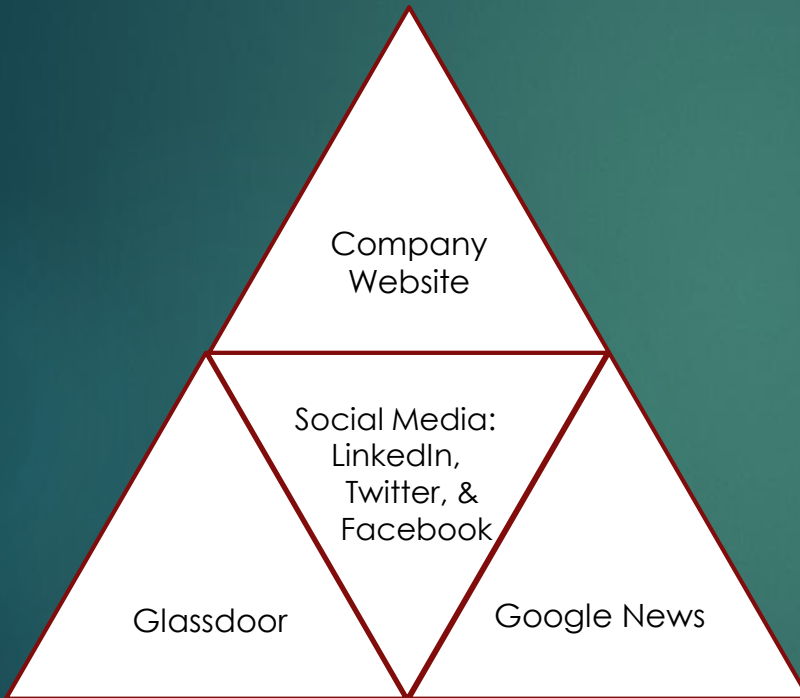 Company
Website
Social Media:
LinkedIn,
Twitter, &
Facebook
Glassdoor
Google News